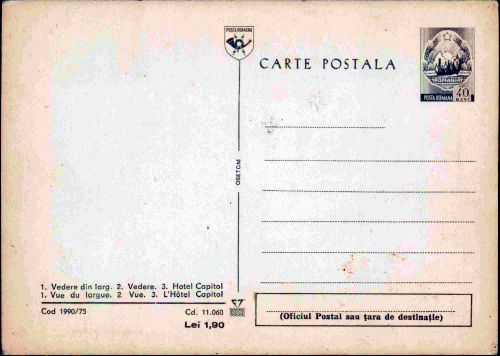 POSTA ROMANA
CARTE POSTALA
POSTA ROMANA 40
BANI
OSETCM
1. Vedere din larg. 2. Vedere. 3. Hotel Capitol
1. Vue du largue. 2. Vue. 3. L'Hôtel Capitol
Cod 1990/75
Cd. 11.060
Lei 1,90
(Oficiul Postal sau țara de destinație)